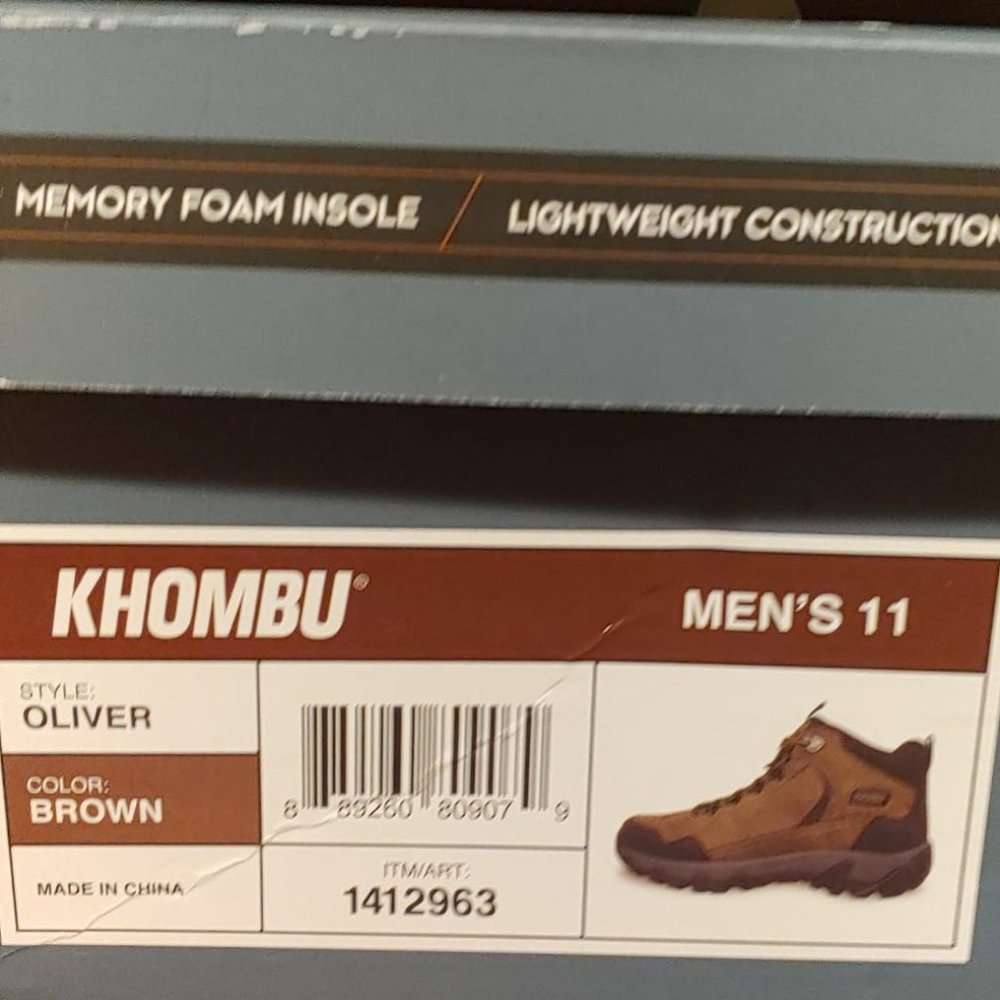 MEMORY FOAM INSOLE / LIGHTWEIGHT CONSTRUCTION
KHOMBU®
MEN'S 11
STYLE:
OLIVER
COLOR:
BROWN
MADE IN CHINA
8 89260 80907 9
ITM/ART:
1412963